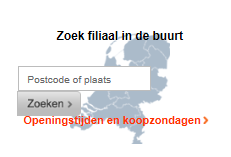 Zoek filiaal in de buurt
Postcode of plaats
Zoeken
Openingstijden en koopzondagen